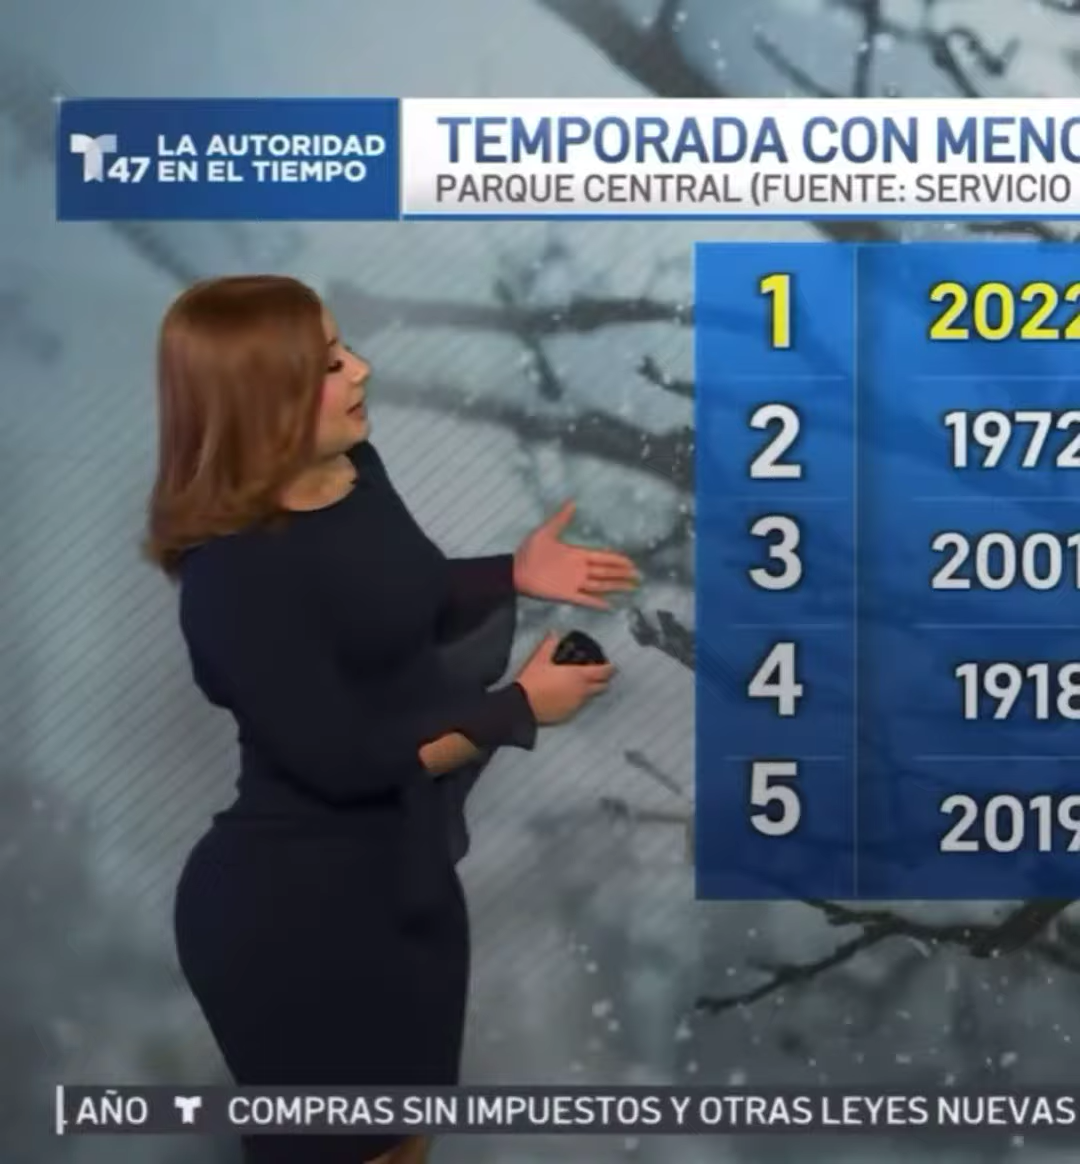 LA AUTORIDAD
47 EN EL TIEMPO
TEMPORADA CON MENO
PARQUE CENTRAL (FUENTE: SERVICIO
1 2022
2 1972
3 2001
4 1918
5 2019
AÑO COMPRAS SIN IMPUESTOS Y OTRAS LEYES NUEVAS